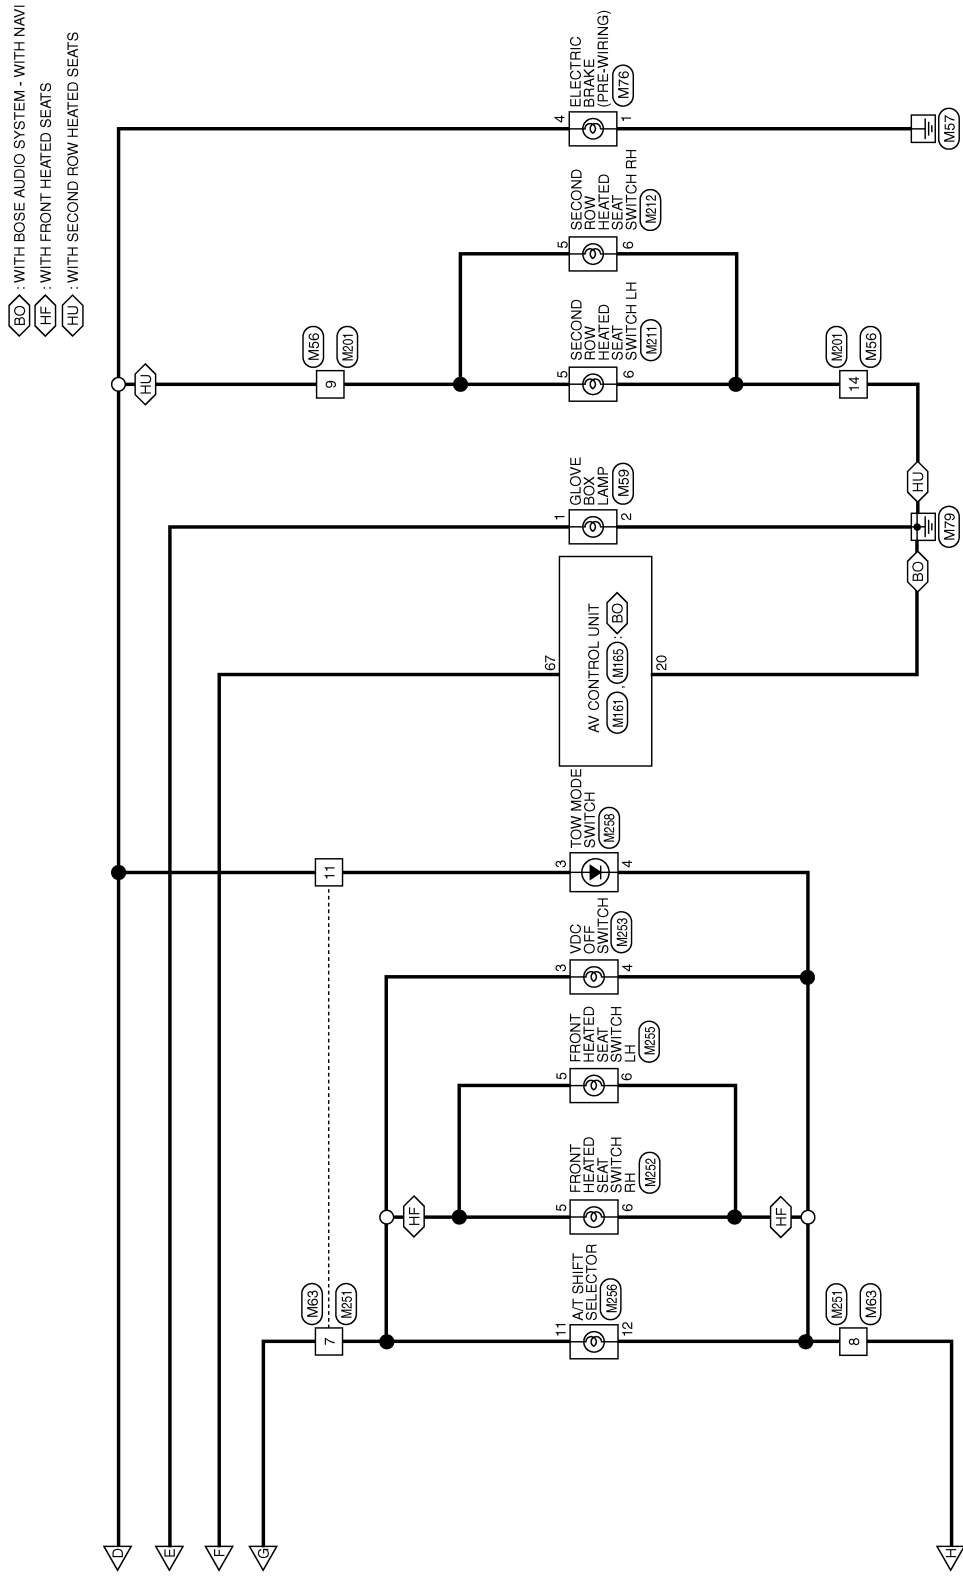 BO : WITH BOSE AUDIO SYSTEM - WITH NAVI
HF : WITH FRONT HEATED SEATS
HU : WITH SECOND ROW HEATED SEATS
D
E
F
G
H
7
M63
M251
11
HU
9
M56
M201
HF
11
A/T SHIFT
SELECTOR
M256
12
5
FRONT
HEATED
SEAT
SWITCH
RH
M252
6
5
FRONT
HEATED
SEAT
SWITCH
LH
M255
6
3
VDC
OFF
SWITCH
M253
4
3
TOW MODE
SWITCH
M258
4
67
AV CONTROL UNIT
M161 , M165 : BO
20
1
GLOVE
BOX
LAMP
M59
2
5
SECOND
ROW
HEATED
SEAT
SWITCH LH
M211
6
5
SECOND
ROW
HEATED
SEAT
SWITCH RH
M212
6
4
ELECTRIC
BRAKE
(PRE-WIRING)
M76
1
HF
8
M251
M63
14
M201
M56
BO
HU
M79
M57